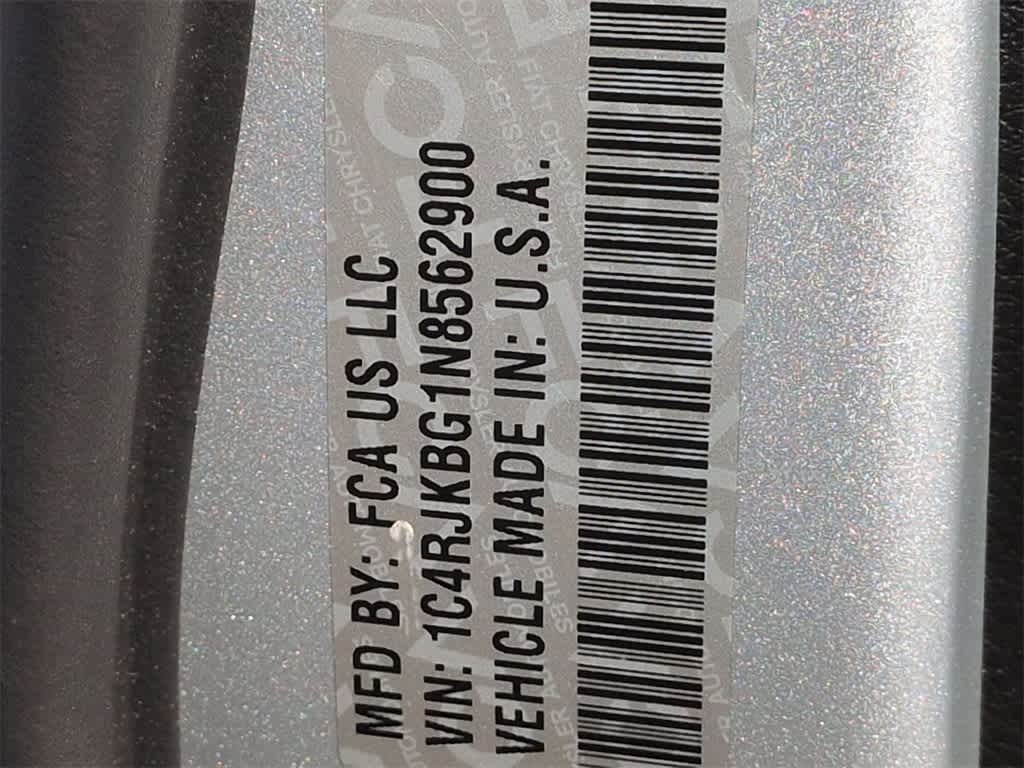 MFD BY: FCA US LLC
VIN: 1C4RJKBG1N8562900
VEHICLE MADE IN: U.S.A.